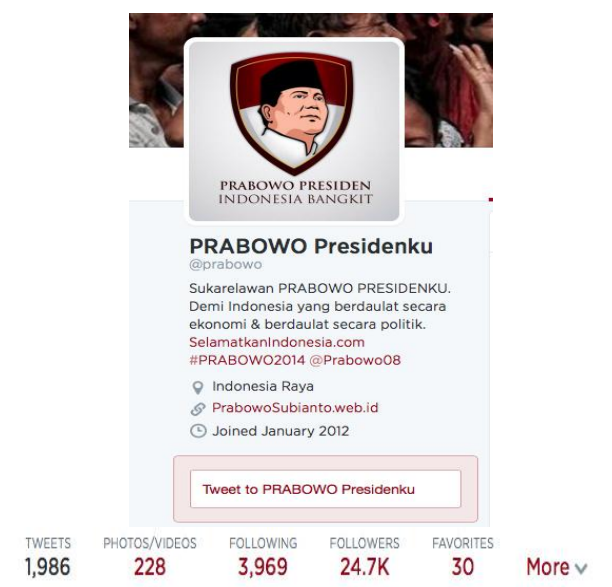 PRABOWO PRESIDEN
INDONESIA BANGKIT
PRABOWO Presidenku
@prabowo
Sukarelawan PRABOWO PRESIDENKU.
Demi Indonesia yang berdaulat secara
ekonomi & berdaulat secara politik.
SelamatkanIndonesia.com
#PRABOWO2014 @Prabowo08
Indonesia Raya
PrabowoSubianto.web.id
Joined January 2012
Tweet to PRABOWO Presidenku
TWEETS PHOTOS/VIDEOS FOLLOWING FOLLOWERS FAVORITES
1,986 228 3,969 24.7K 30 More